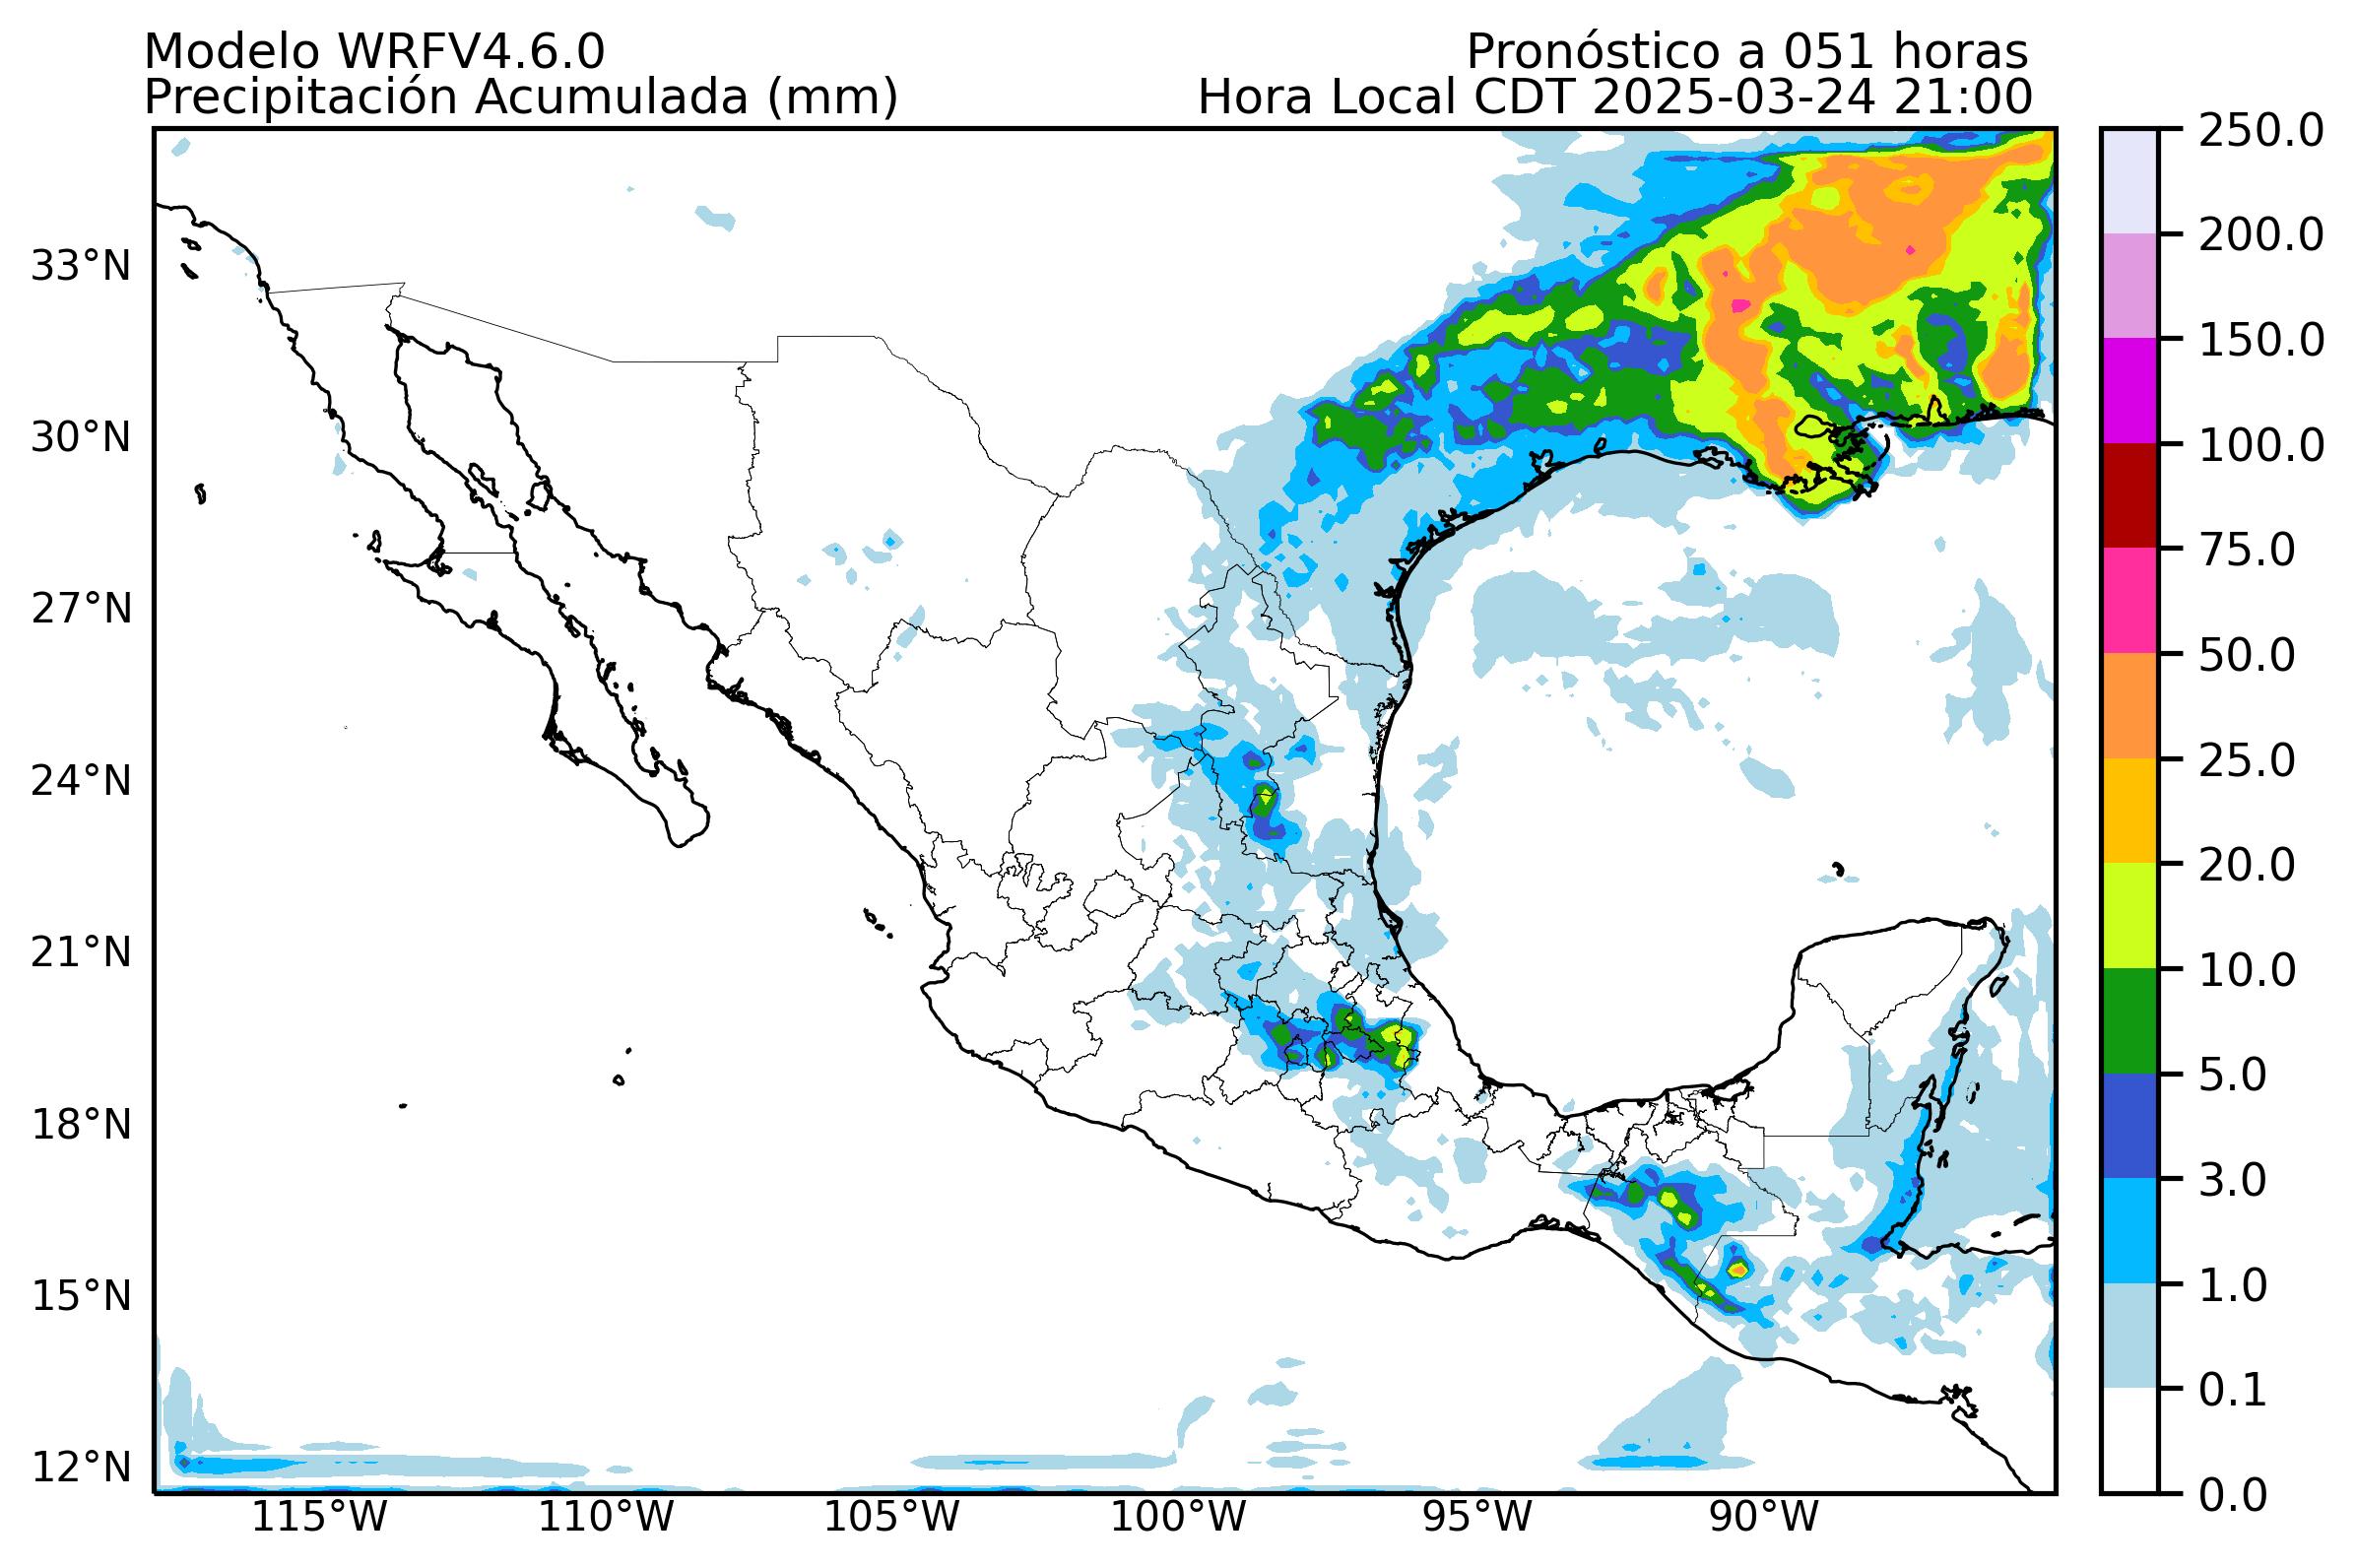 Modelo WRFV4.6.0
Pronóstico a 051 horas
Precipitación Acumulada (mm)
Hora Local CDT 2025-03-24 21:00
33°N
30°N
27°N
24°N
21°N
18°N
15°N
12°N
115°W
110°W
105°W
100°W
95°W
90°W
250.0
200.0
150.0
100.0
75.0
50.0
25.0
20.0
10.0
5.0
3.0
1.0
0.1
0.0